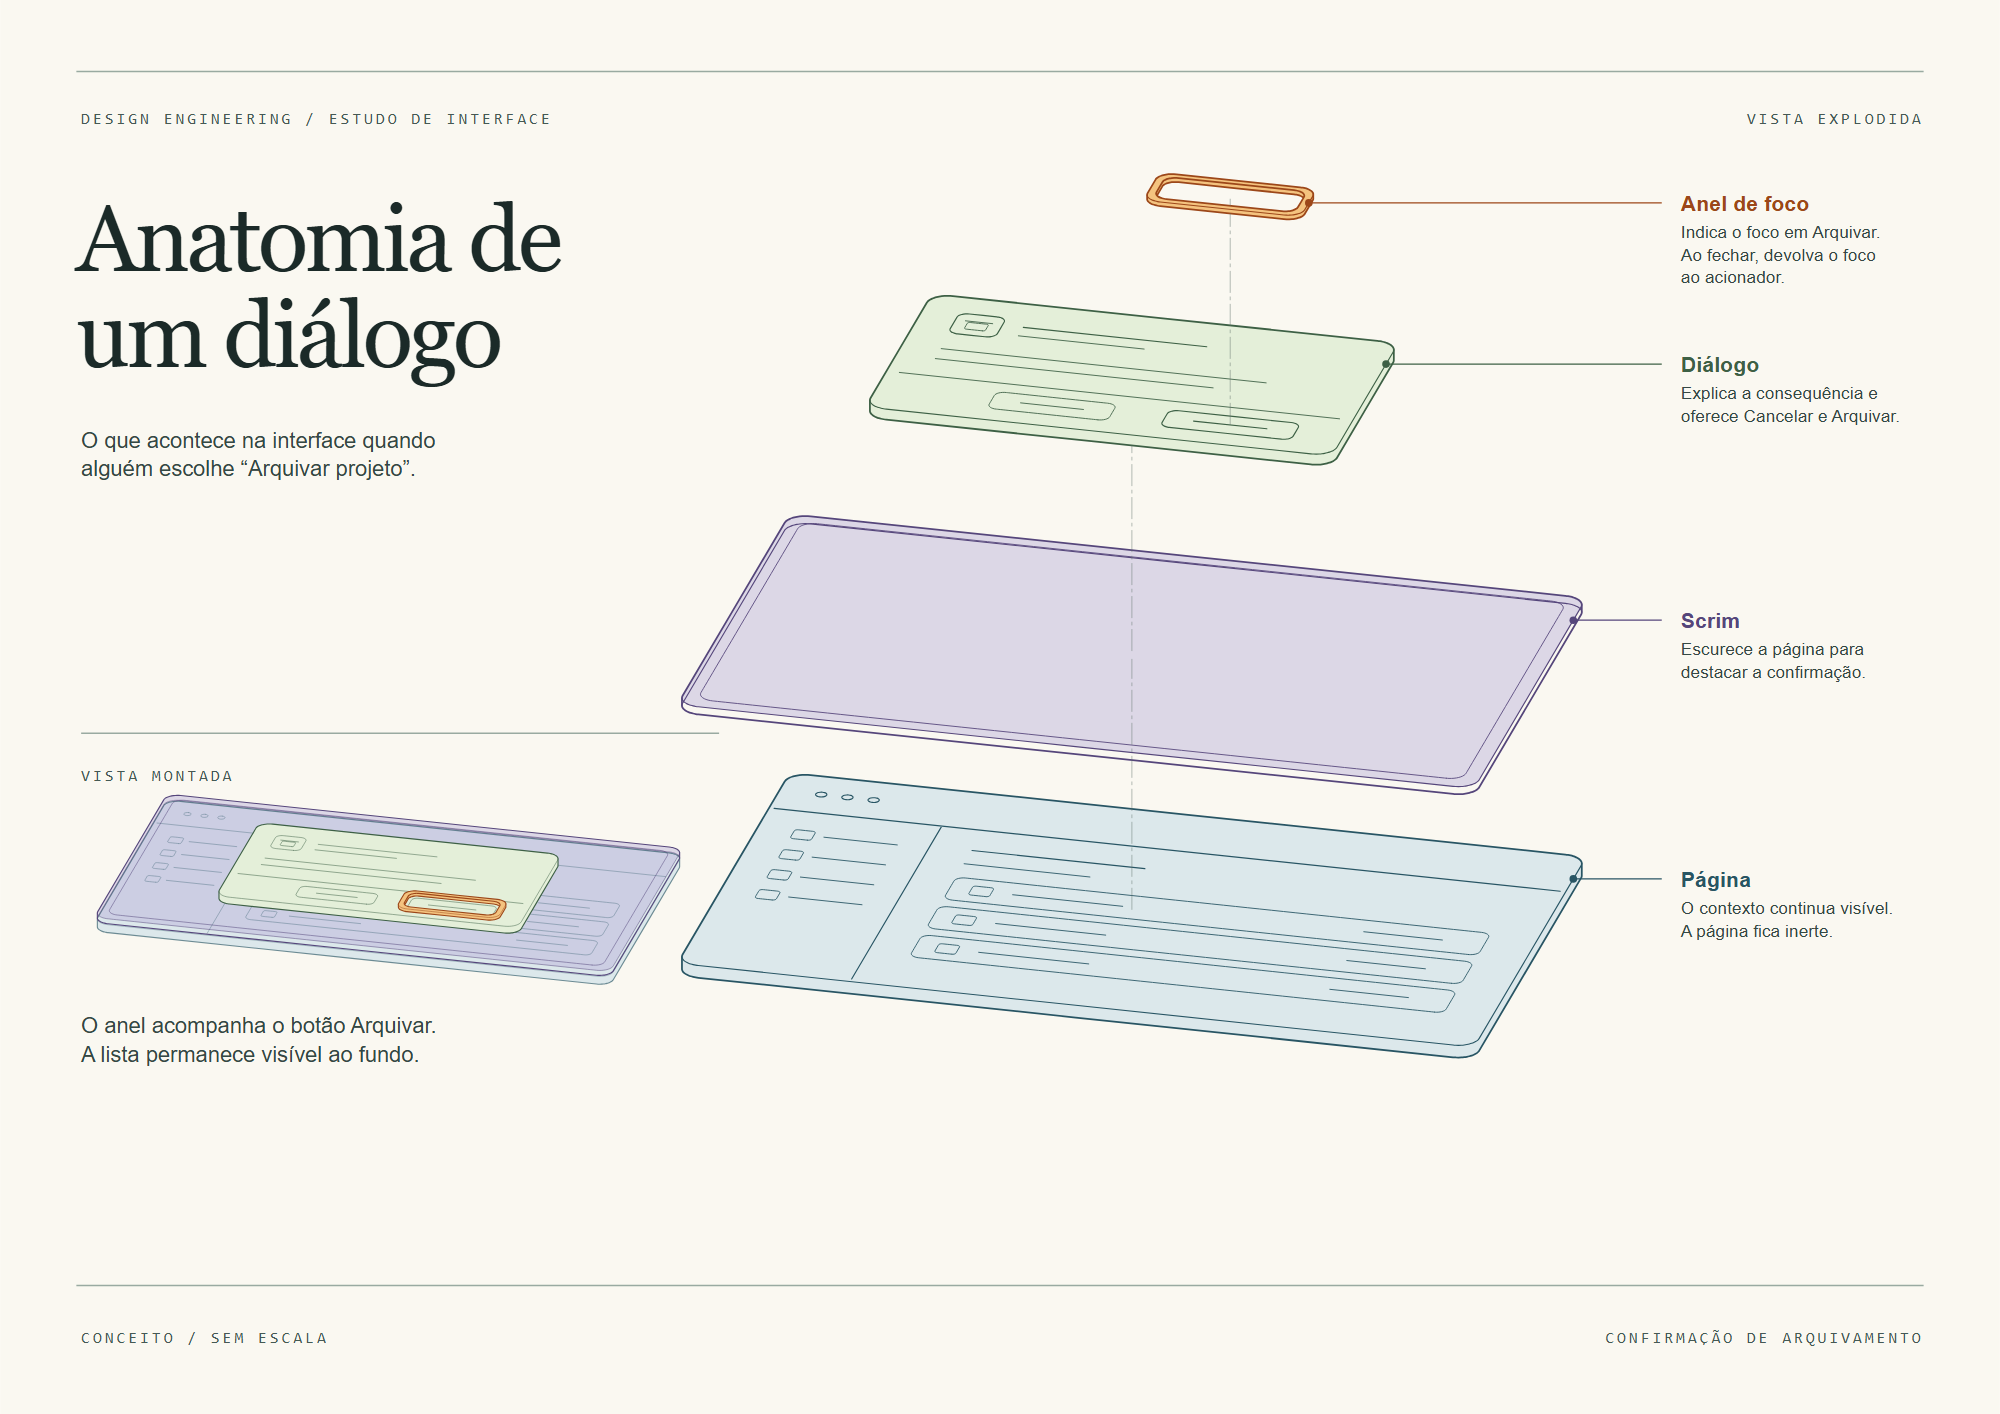 DESIGN ENGINEERING / ESTUDO DE INTERFACE
VISTA EXPLODIDA
Anatomia de
um diálogo
O que acontece na interface quando
alguém escolhe “Arquivar projeto”.
Anel de foco
Indica o foco em Arquivar.
Ao fechar, devolva o foco
ao acionador.
Diálogo
Explica a consequência e
oferece Cancelar e Arquivar.
Scrim
Escurece a página para
destacar a confirmação.
VISTA MONTADA
Página
O contexto continua visível.
A página fica inerte.
O anel acompanha o botão Arquivar.
A lista permanece visível ao fundo.
CONCEITO / SEM ESCALA
CONFIRMAÇÃO DE ARQUIVAMENTO